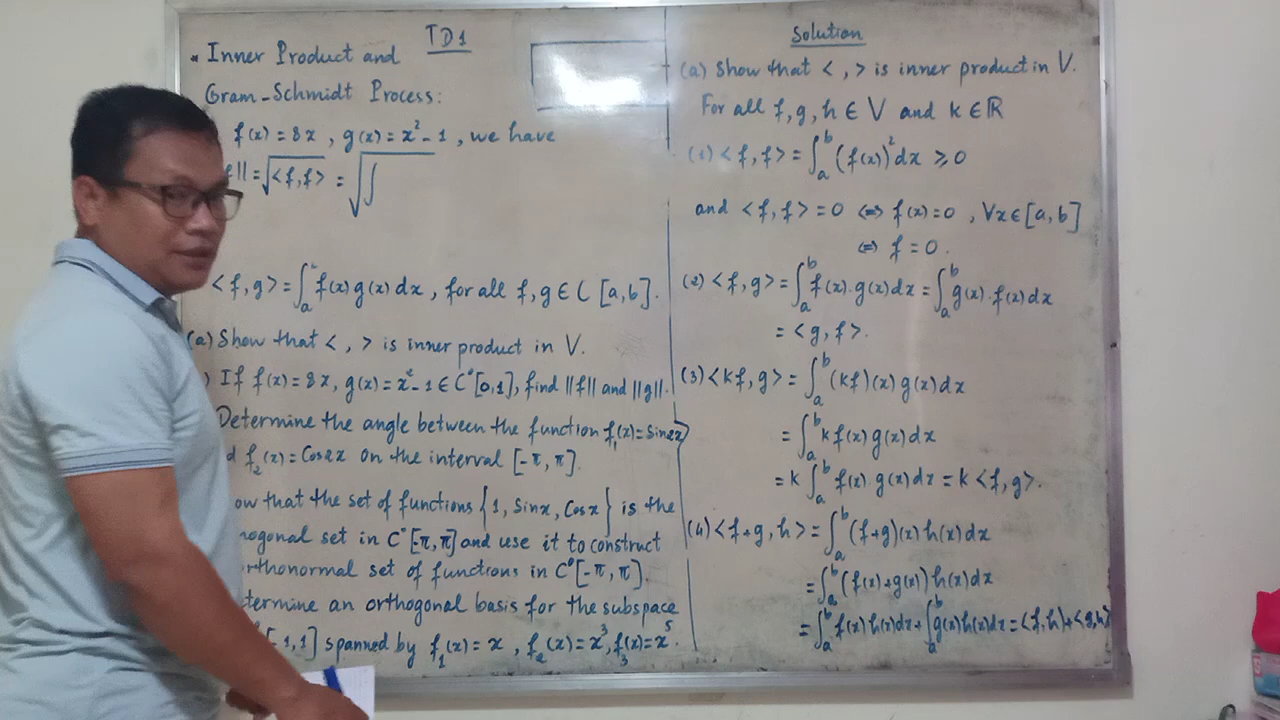 TD1
* Inner Product and
Gram-Schmidt Process:
f(x) = 8x, g(x) = x² - 1, we have
f|| = √<f,f> = √∫
<f,g> = ∫ₐ f(x) g(x) dx, for all f,g ∈ C [a,b].
(a) Show that < , > is inner product in V.
) If f(x) = 8x, g(x) = x² - 1 ∈ C⁰[0,1], find ||f|| and ||g||.
Determine the angle between the function f₁(x) = Sin2x
f₂(x) = Cos2x on the interval [-π, π].
that the set of functions {1, Sinx, Cosx} is the
set in C⁰[-π,π] and use it to construct
set of functions in C⁰[-π, π].
an orthogonal basis for the subspace
-1,1] spanned by f₁(x) = x, f₂(x) = x³, f₃(x) = x⁵.
Solution
(a) Show that < , > is inner product in V.
For all f,g,h ∈ V and k ∈ ℝ
(1) <f,f> = ∫ₐᵇ (f(x))² dx ⩾ 0
and <f,f> = 0 ⇔ f(x) = 0, ∀x ∈ [a,b]
⇔ f = 0.
(2) <f,g> = ∫ₐᵇ f(x).g(x)dx = ∫ₐᵇ g(x).f(x)dx
= <g,f>.
(3) <kf,g> = ∫ₐᵇ (kf)(x) g(x) dx
= ∫ₐᵇ k f(x) g(x) dx
= k ∫ₐᵇ f(x).g(x)dx = k <f,g>.
(4) <f+g,h> = ∫ₐᵇ (f+g)(x) h(x) dx
= ∫ₐᵇ (f(x)+g(x)) h(x) dx
= ∫ₐᵇ f(x)h(x)dx + ∫ₐᵇ g(x)h(x)dx = <f,h> + <g,h>